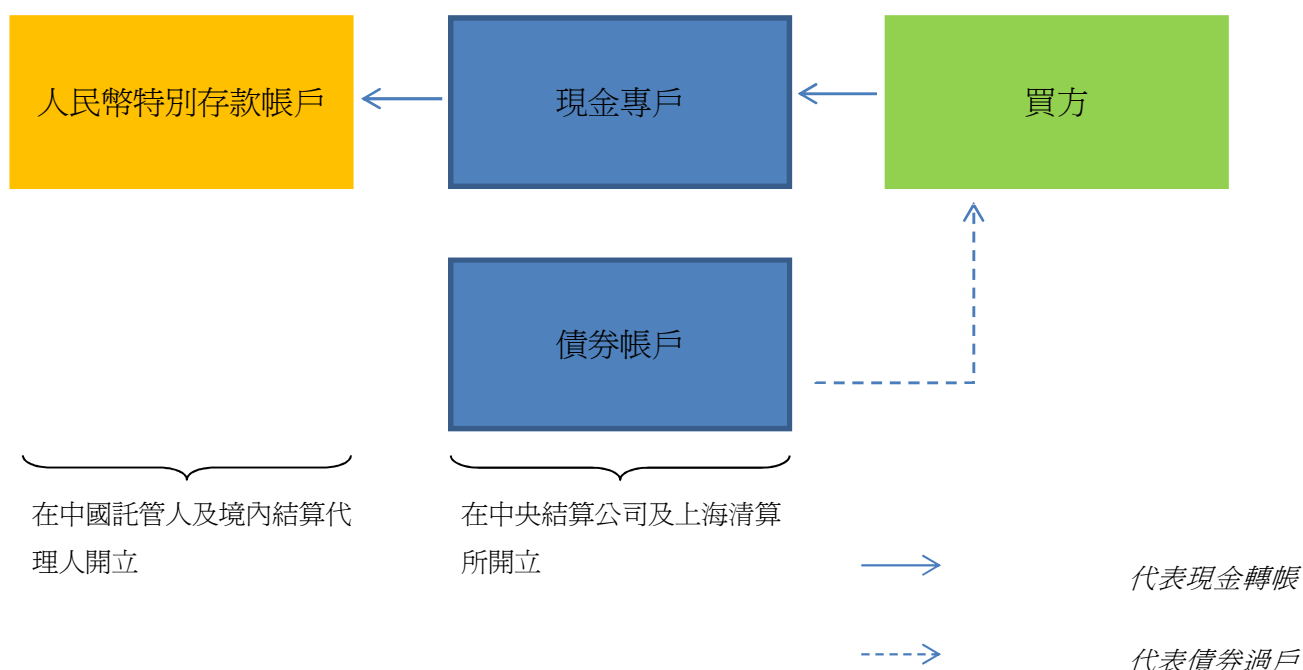 人民幣特別存款帳戶
現金專戶
買方
債券帳戶
在中國託管人及境內結算代
理人開立
在中央結算公司及上海清算
所開立
代表現金轉帳
代表債券過戶